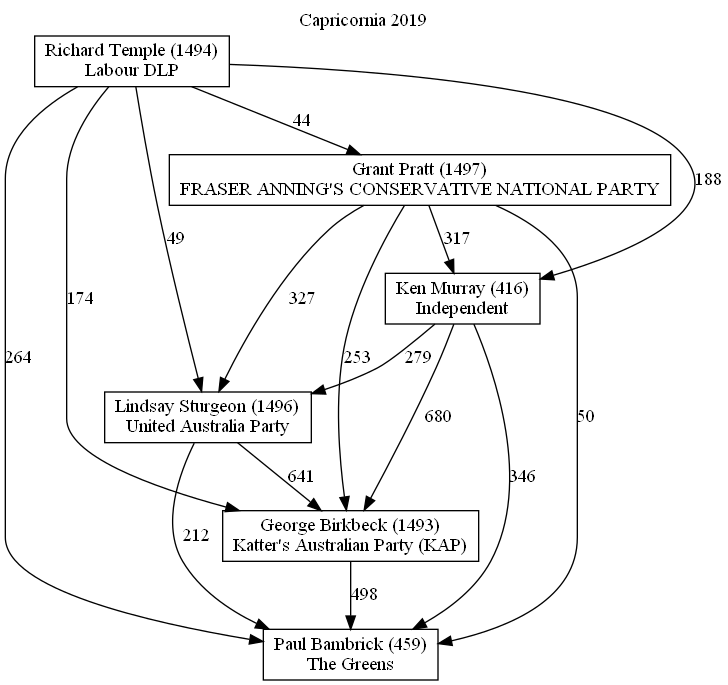 Capricornia 2019
Richard Temple (1494)
Labour DLP
44
Grant Pratt (1497)
FRASER ANNING'S CONSERVATIVE NATIONAL PARTY
188
49
317
Ken Murray (416)
Independent
174
327
264
253
279
Lindsay Sturgeon (1496)
United Australia Party
680
50
641
346
George Birkbeck (1493)
Katter's Australian Party (KAP)
212
498
Paul Bambrick (459)
The Greens